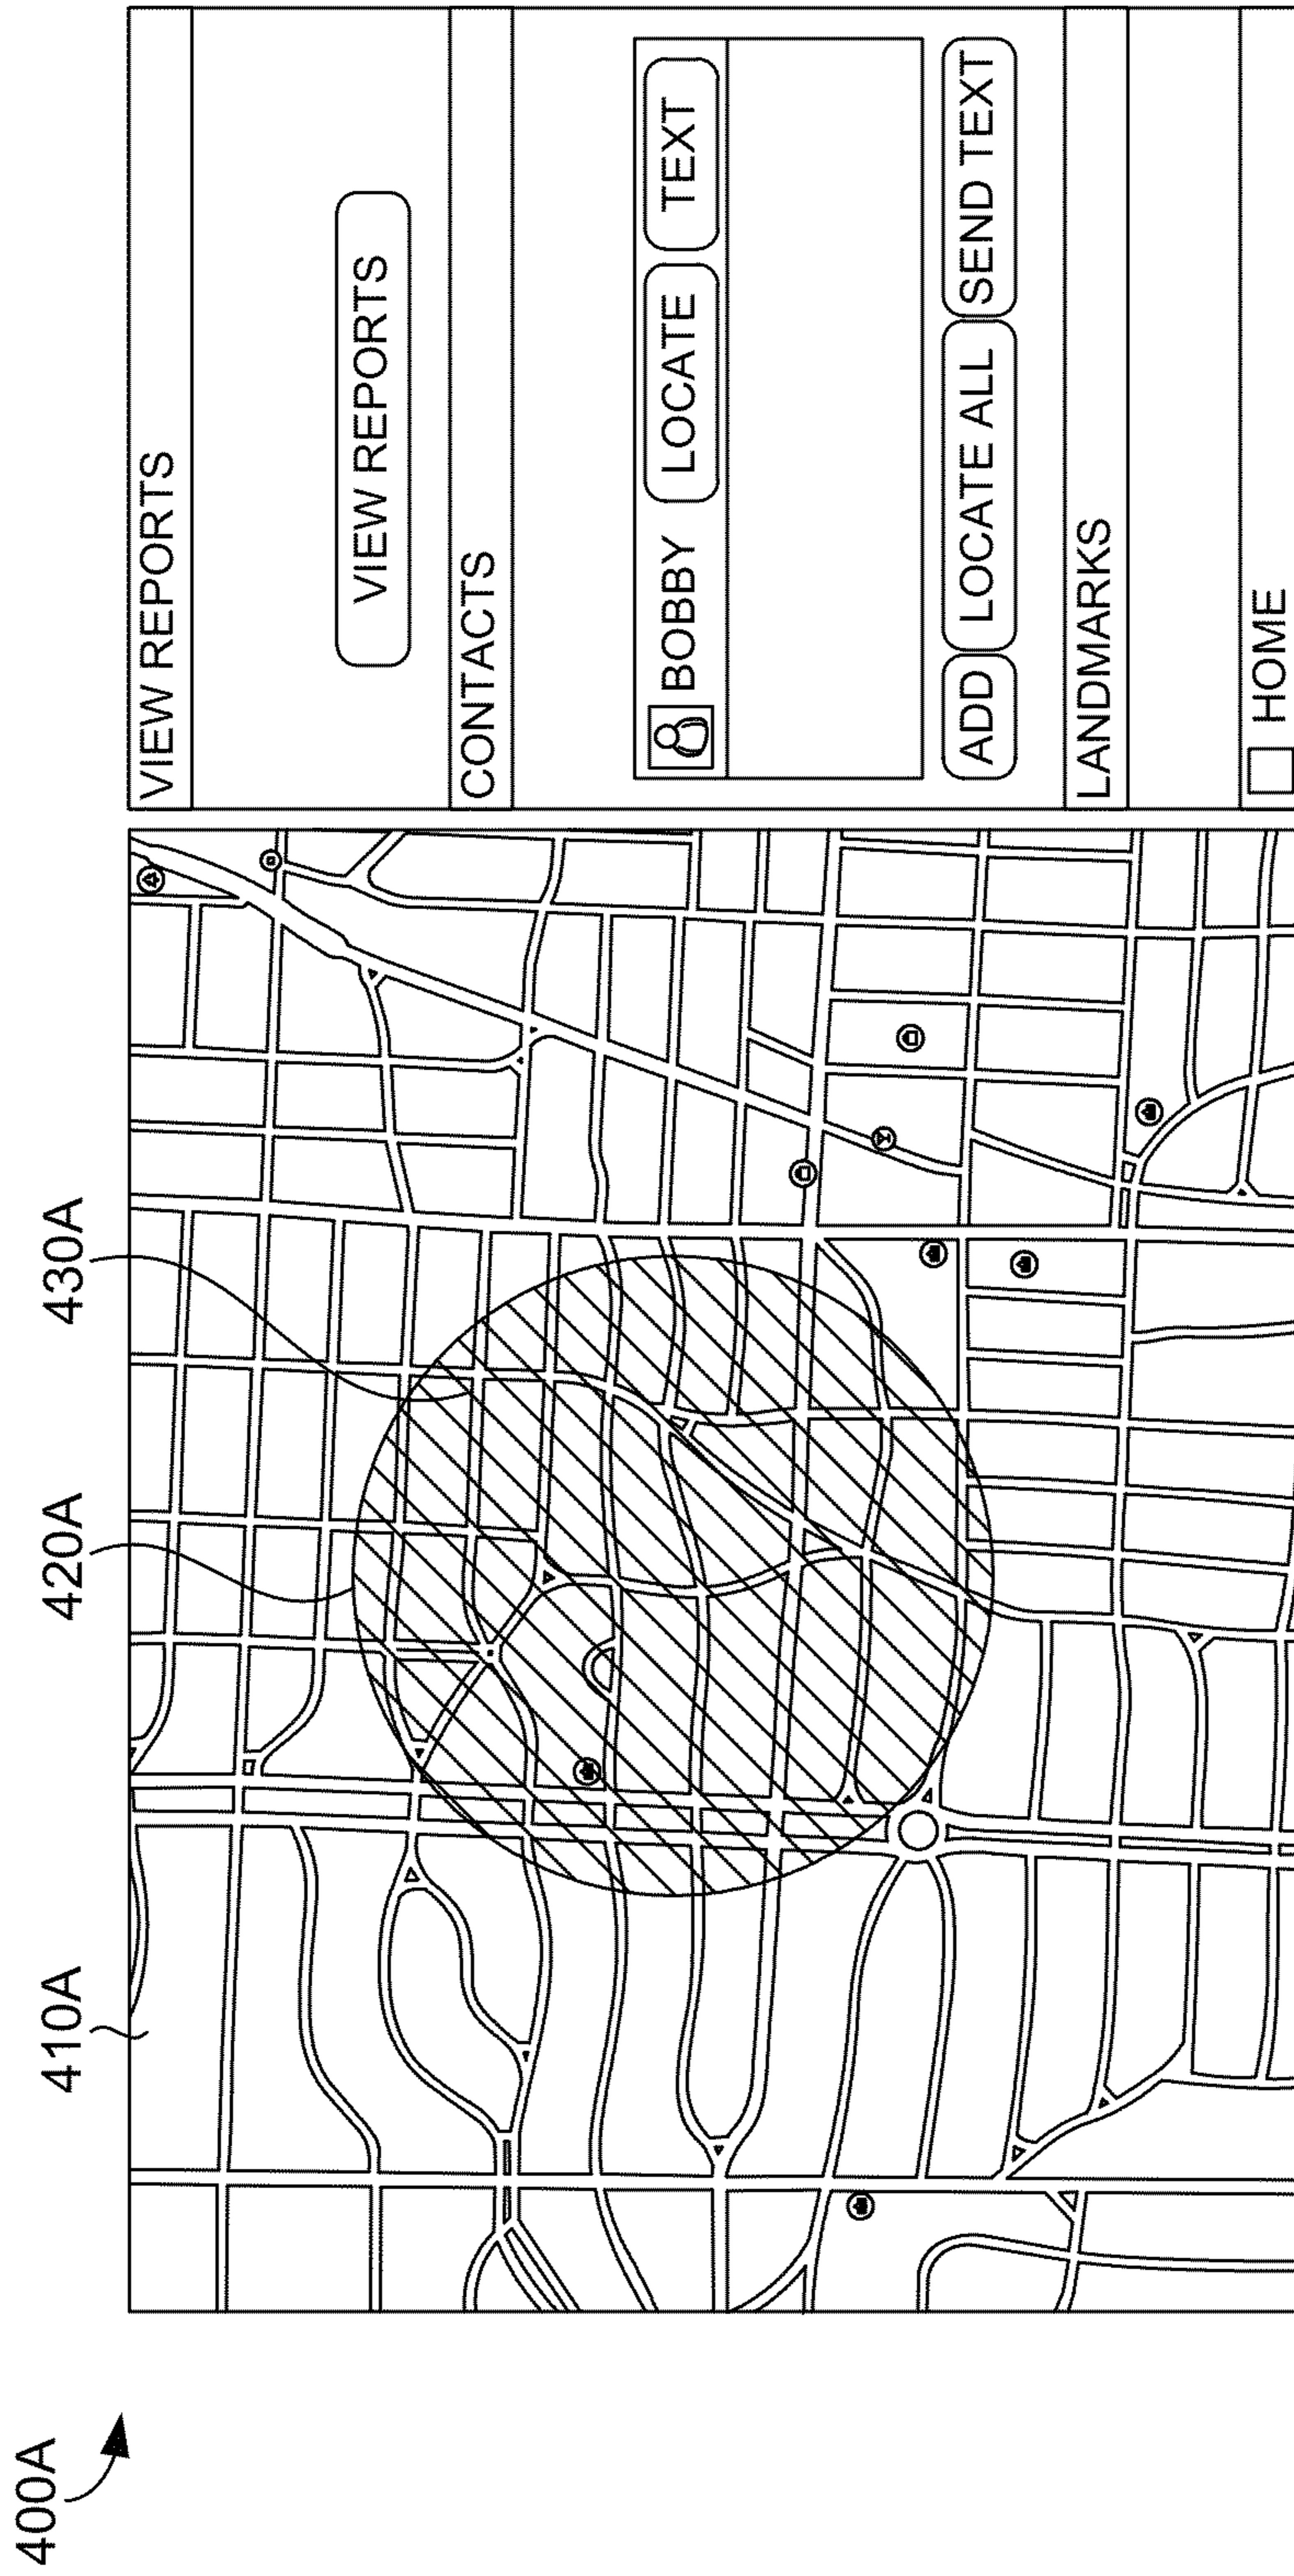 400A
410A
420A
430A
VIEW REPORTS
VIEW REPORTS
CONTACTS
BOBBY LOCATE TEXT
ADD LOCATE ALL SEND TEXT
LANDMARKS
HOME